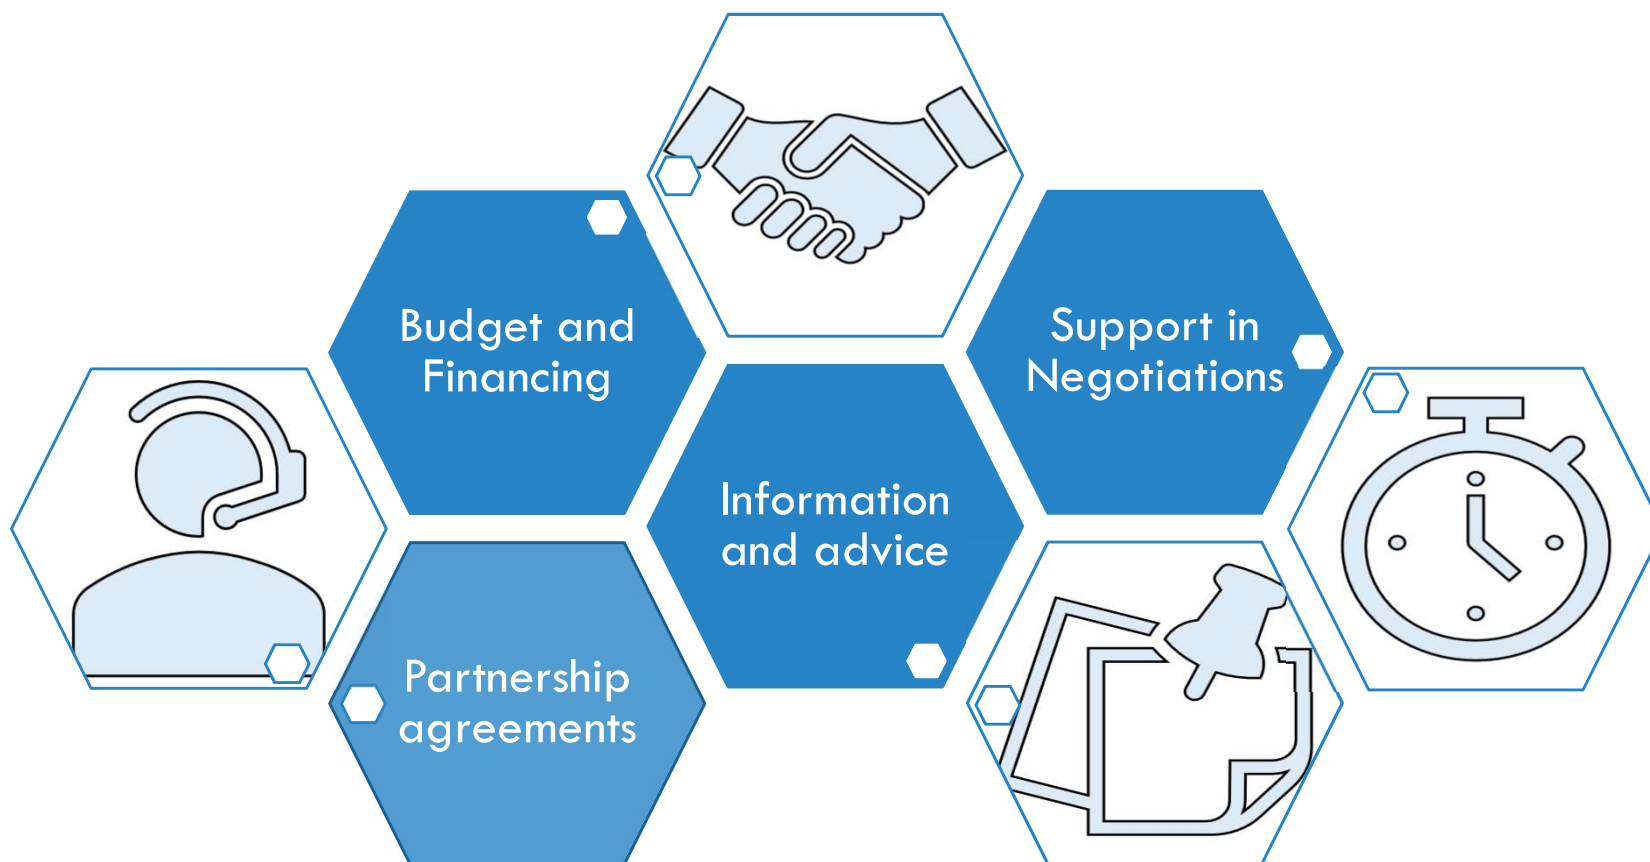 Budget and
Financing
Support in
Negotiations
Information
and advice
Partnership
agreements